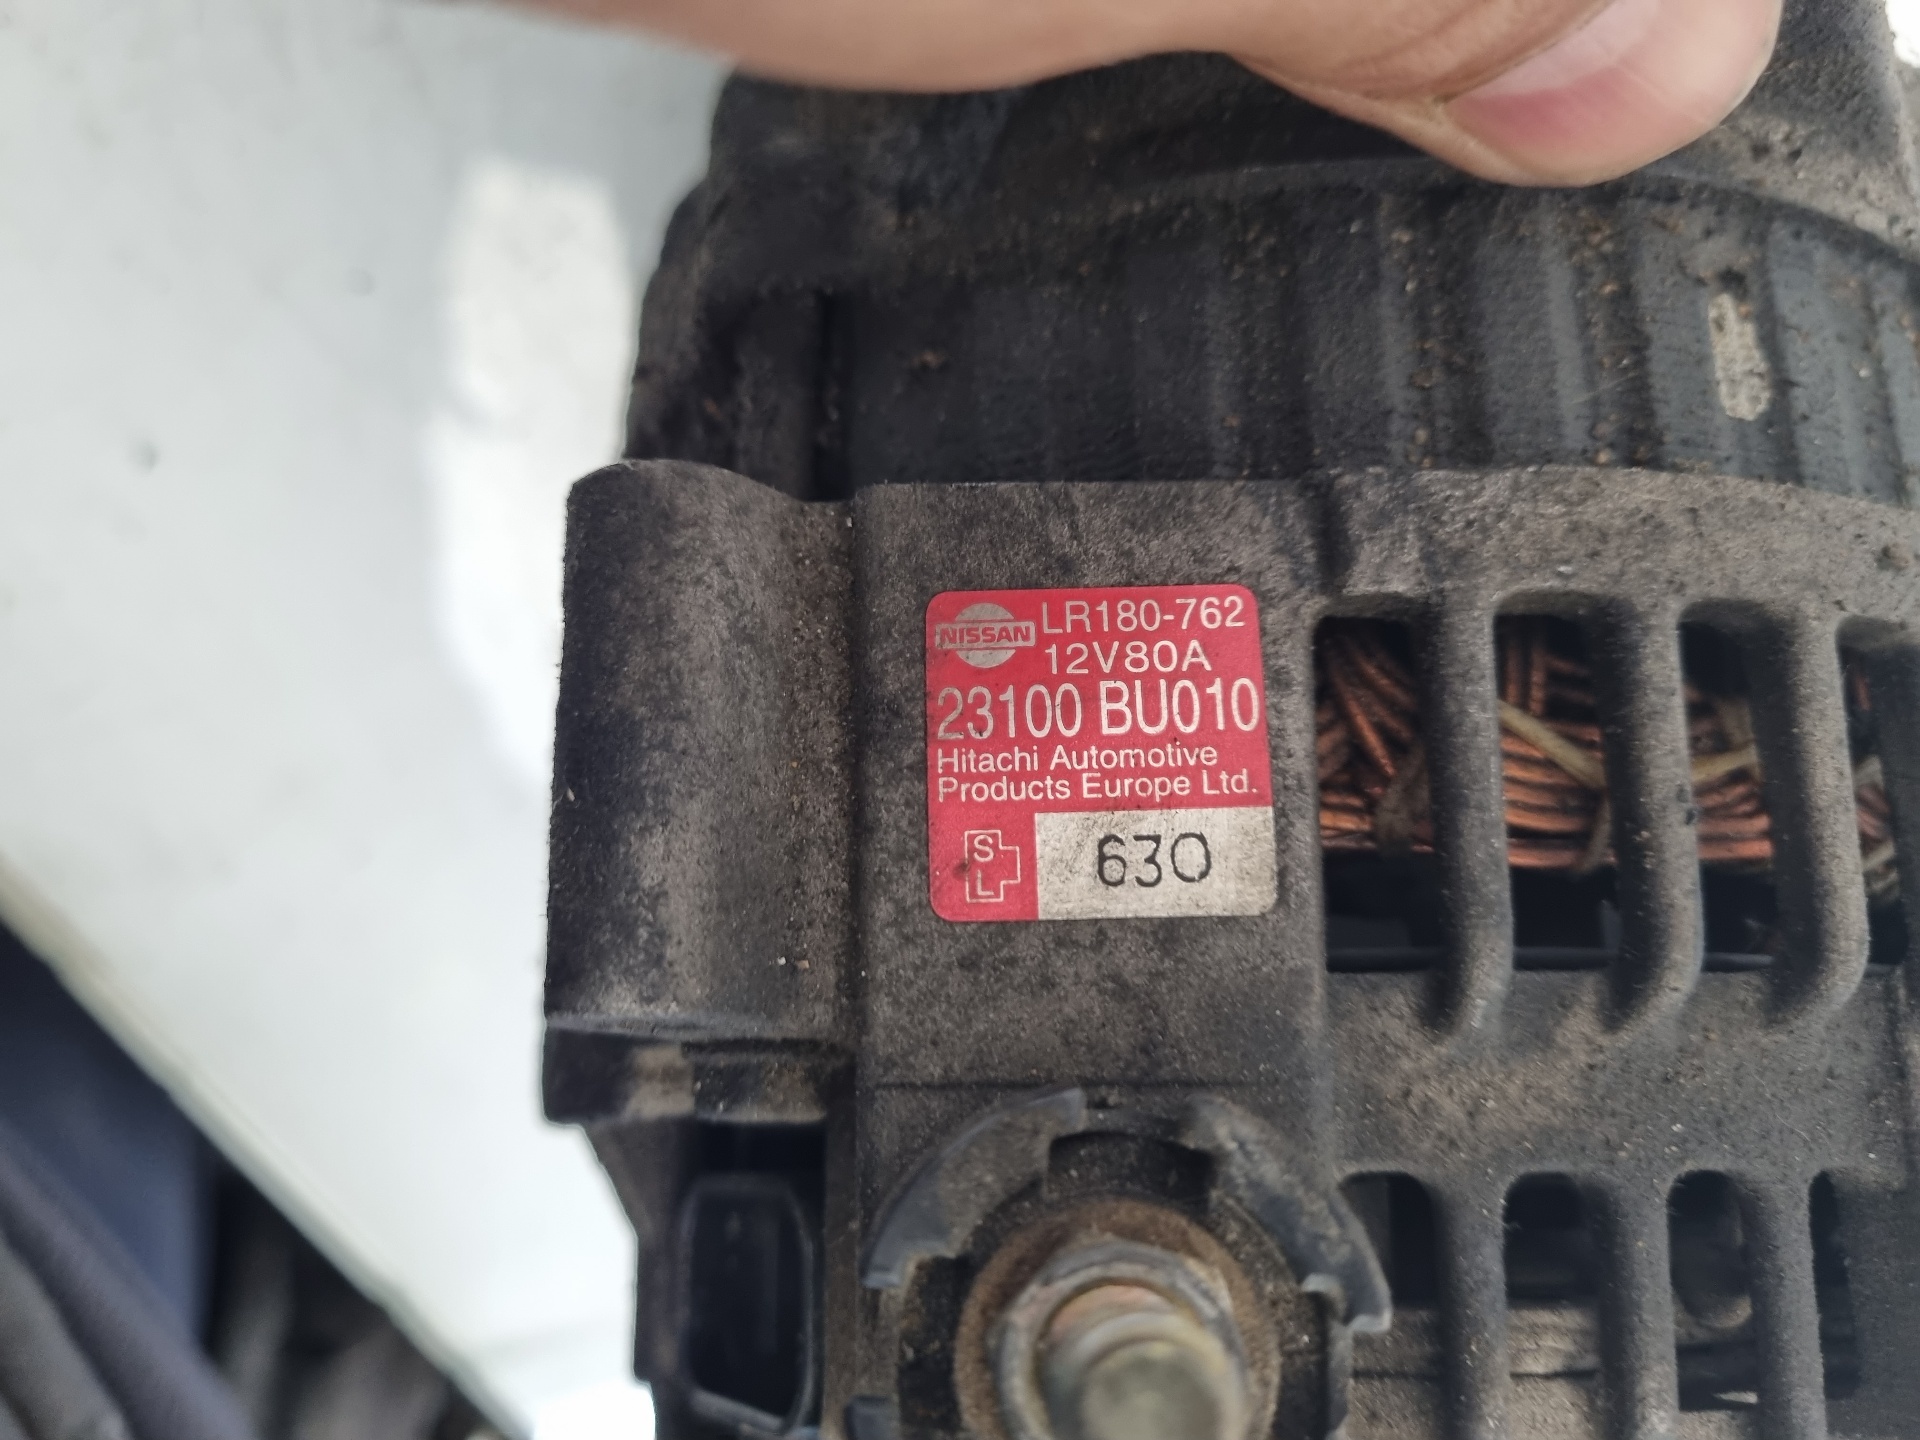 NISSAN LR180-762
12V80A
23100 BU010
Hitachi Automotive
Products Europe Ltd.
S
L
630